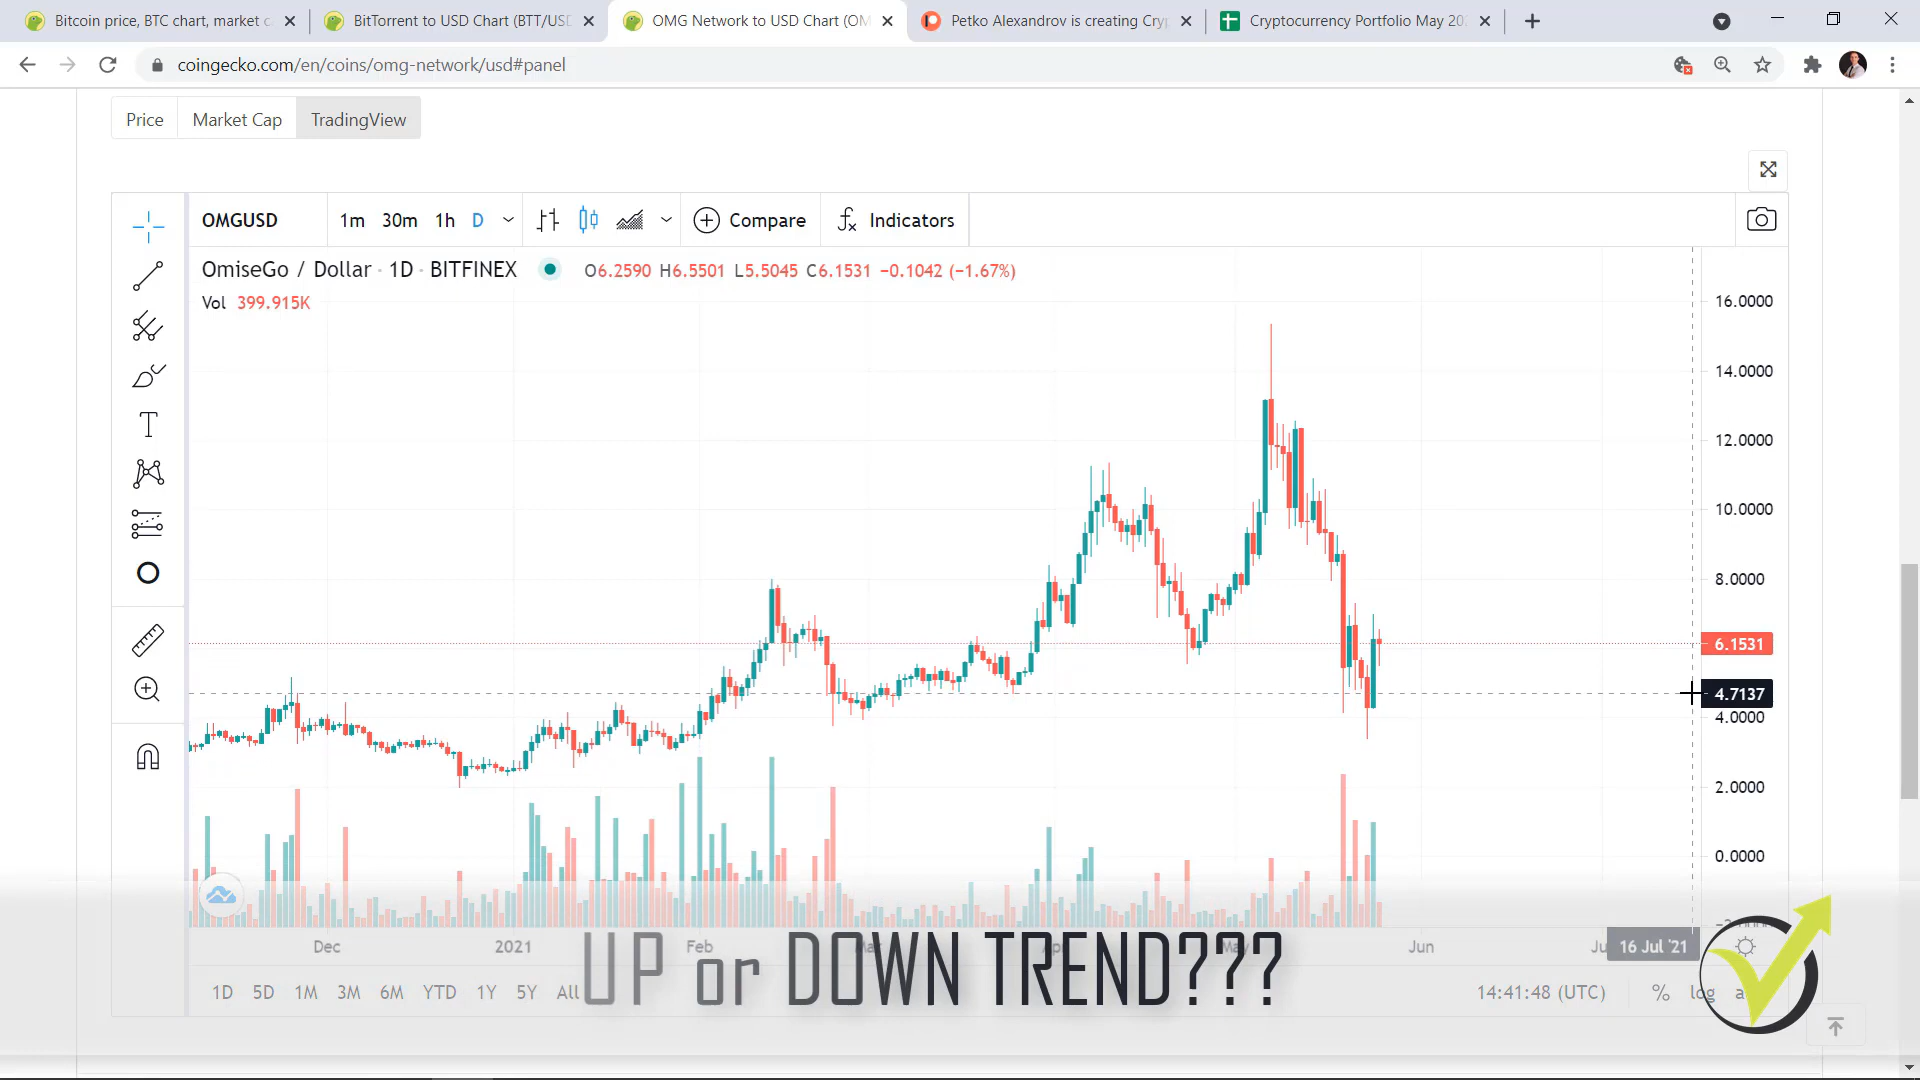 Bitcoin price, BTC chart, market c
BitTorrent to USD Chart (BTT/USD
OMG Network to USD Chart (OM
Petko Alexandrov is creating Cryp
Cryptocurrency Portfolio May 202
coingecko.com/en/coins/omg-network/usd#panel
Price
Market Cap
TradingView
OMGUSD
1m
30m
1h
D
Compare
Indicators
OmiseGo / Dollar · 1D · BITFINEX
O6.2590 H6.5501 L5.5045 C6.1531 −0.1042 (−1.67%)
Vol 399.915K
16.0000
14.0000
12.0000
10.0000
8.0000
6.1531
4.7137
4.0000
2.0000
0.0000
Dec
2021
Feb
Jun
16 Jul '21
UP or DOWN TREND???
1D 5D 1M 3M 6M YTD 1Y 5Y All
14:41:48 (UTC)
%
log